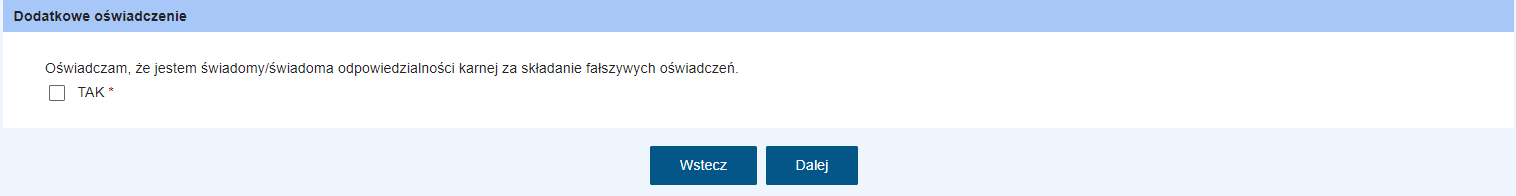 Dodatkowe oświadczenie
Oświadczam, że jestem świadomy/świadoma odpowiedzialności karnej za składanie fałszywych oświadczeń.
TAK *
Wstecz Dalej